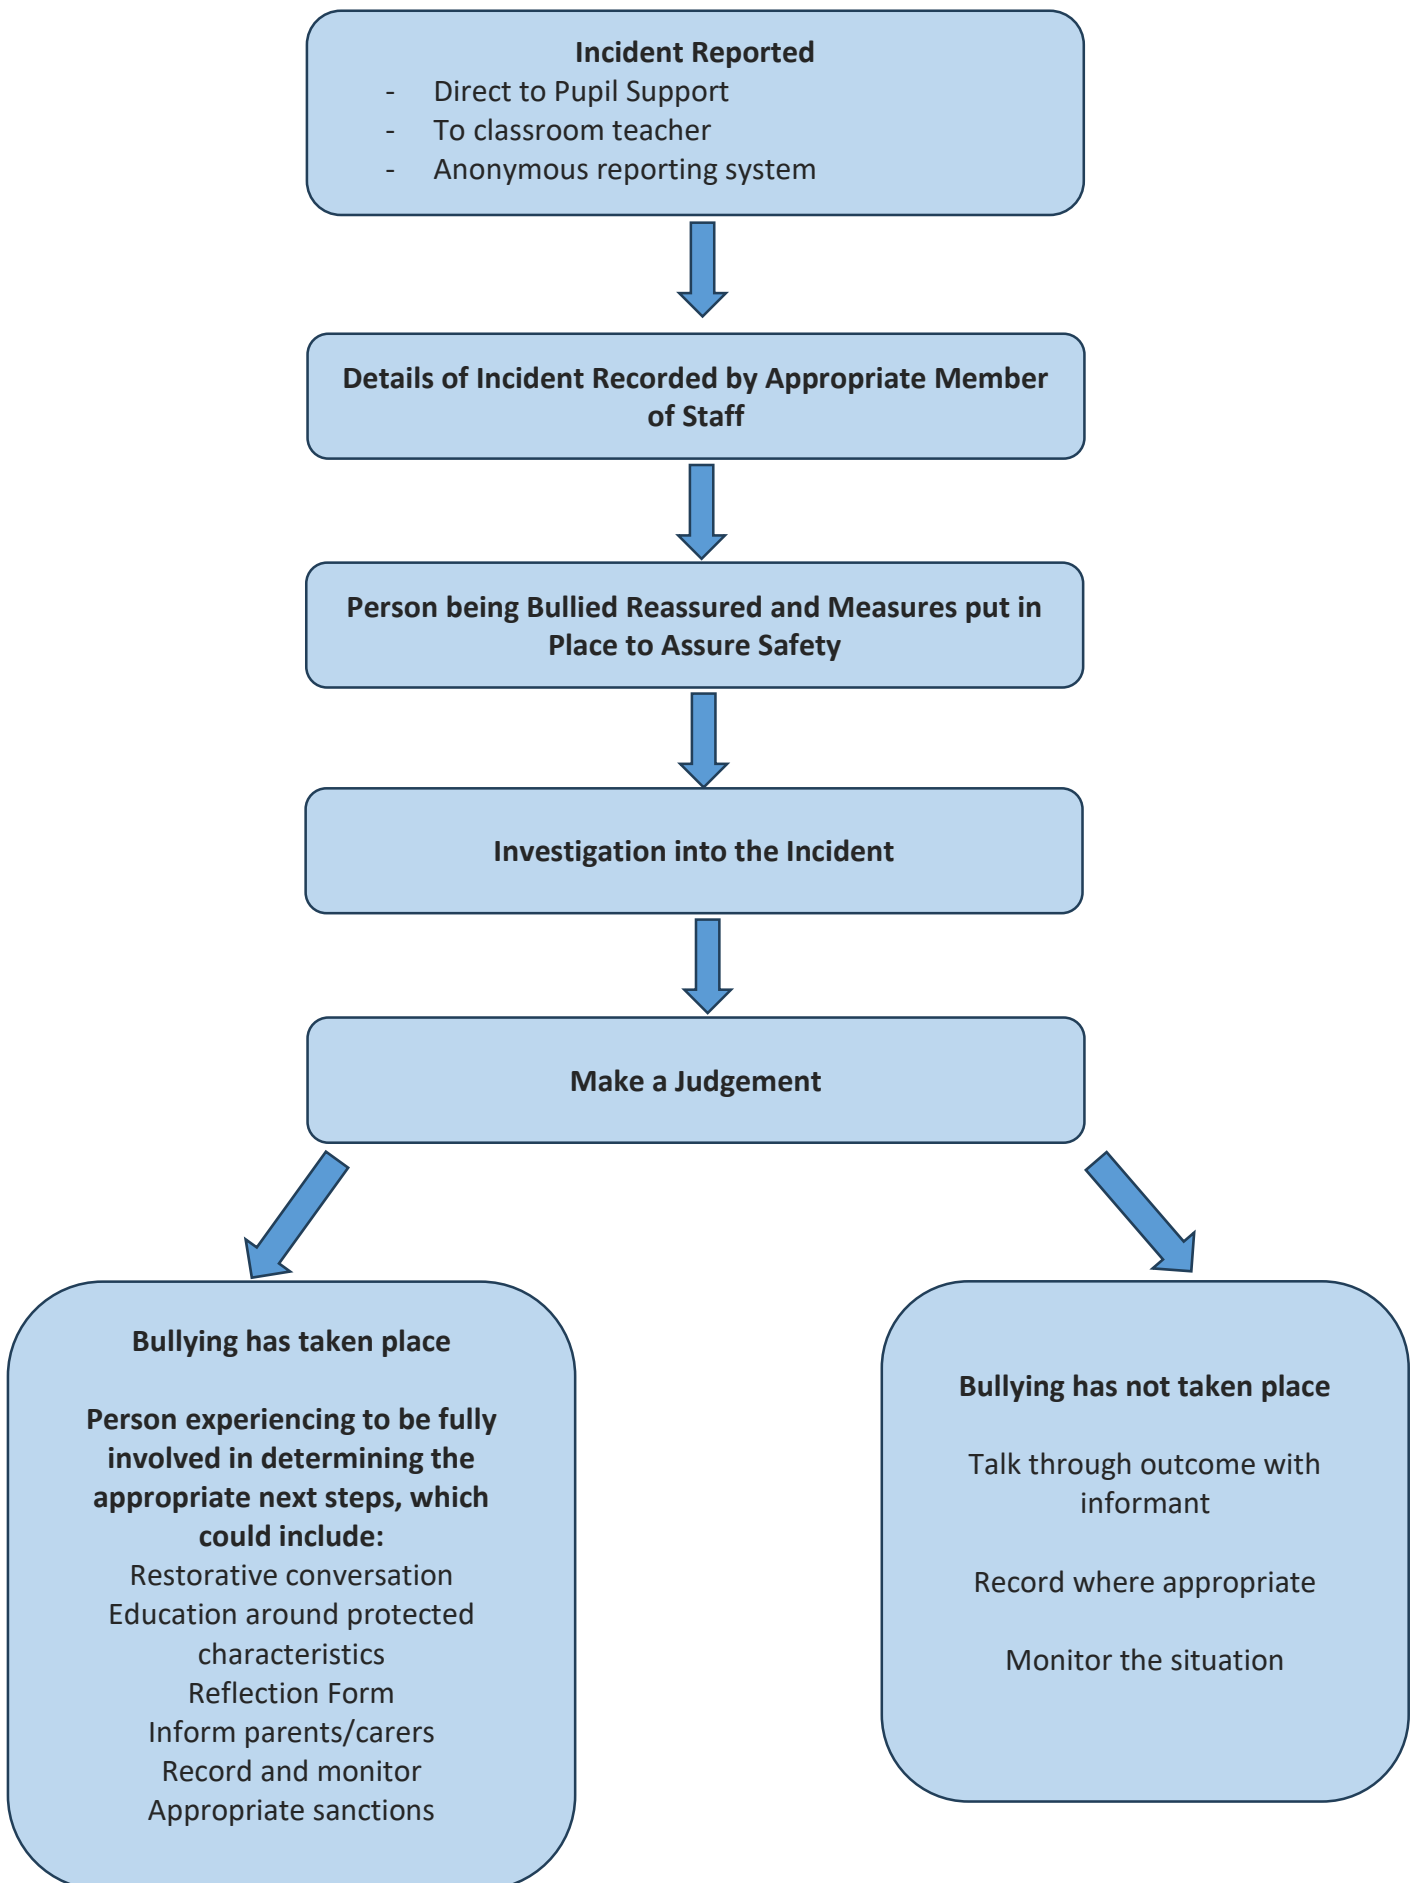 Incident Reported
- Direct to Pupil Support
- To classroom teacher
- Anonymous reporting system
Details of Incident Recorded by Appropriate Member
of Staff
Person being Bullied Reassured and Measures put in
Place to Assure Safety
Investigation into the Incident
Make a Judgement
Bullying has taken place
Person experiencing to be fully
involved in determining the
appropriate next steps, which
could include:
Restorative conversation
Education around protected
characteristics
Reflection Form
Inform parents/carers
Record and monitor
Appropriate sanctions
Bullying has not taken place
Talk through outcome with
informant
Record where appropriate
Monitor the situation